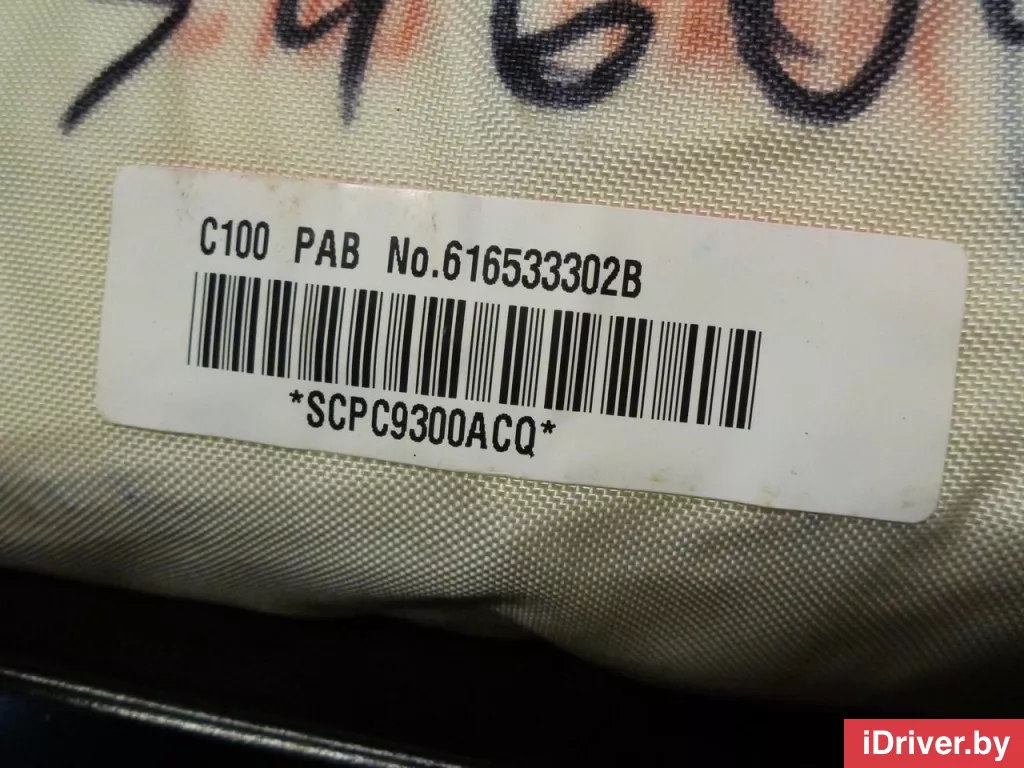 C100 PAB No.616533302B
*SCPC9300ACQ*
iDriver.by